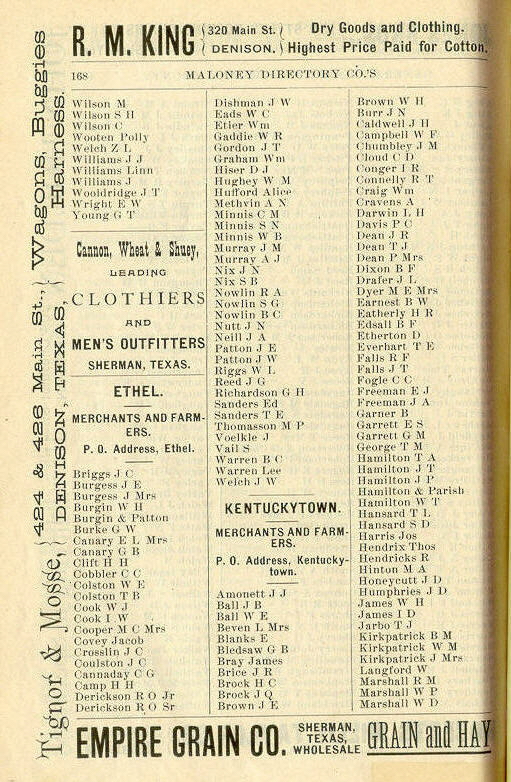 R. M. KING
320 Main St.
DENISON.
Dry Goods and Clothing.
Highest Price Paid for Cotton.
168
MALONEY DIRECTORY CO.'S
Wilson M
Wilson S H
Wilson C
Wooten Polly
Welch Z L
Williams J J
Williams Linn
Williams J
Wooldridge J T
Wright E W
Young G T
Cannon, Wheat & Shuey,
LEADING
CLOTHIERS
AND
MEN'S OUTFITTERS
SHERMAN, TEXAS.
ETHEL.
MERCHANTS AND FARM-
ERS.
P. O. Address, Ethel.
Briggs J C
Burgess J E
Burgess J Mrs
Burgin W H
Burgin & Patton
Burke G W
Canary E L Mrs
Canary G B
Clift H H
Cobbler C C
Colston W E
Colston T B
Cook W J
Cook I W
Cooper M C Mrs
Covey Jacob
Crosslin J C
Coulston J C
Cannaday C G
Camp H H
Derickson R O Jr
Derickson R O Sr
Dishman J W
Eads W C
Etier Wm
Gaddie W R
Gordon J T
Graham Wm
Hiser D J
Hughey W M
Hufford Alice
Methvin A N
Minnis C M
Minnis S N
Minnis W B
Murray J M
Murray A J
Nix J N
Nix S B
Nowlin R A
Nowlin S G
Nowlin B C
Nutt J N
Neill J A
Patton J E
Patton J W
Riggs W L
Reed J G
Richardson G H
Sanders Ed
Sanders T E
Thomasson M P
Voelkle J
Vail S
Warren B C
Warren Lee
Welch J W
KENTUCKYTOWN.
MERCHANTS AND FARM-
ERS.
P. O. Address, Kentucky-
town.
Amonett J J
Ball J B
Ball W E
Beven L Mrs
Blanks E
Bledsaw G B
Bray James
Brice J R
Brock H C
Brock J Q
Brown J E
Brown W H
Burr J N
Caldwell J H
Campbell W F
Chumbley J M
Cloud C D
Conger I R
Connelly R T
Craig Wm
Cravens A
Darwin L H
Davis P C
Dean J R
Dean T J
Dean P Mrs
Dixon B F
Drafer J L
Dyer M E Mrs
Earnest B W
Eatherly H R
Edsall B F
Etherton D
Everhart T E
Falls R F
Falls J T
Fogle C C
Freeman E J
Freeman J A
Garner B
Garrett E S
Garrett G M
George T M
Hamilton T A
Hamilton J T
Hamilton J P
Hamilton & Parish
Hamilton W T
Hansard T L
Hansard S D
Harris Jos
Hendrix Thos
Hendricks R
Hinton M A
Honeycutt J D
Humphries J D
James W H
James I D
Jarbo T J
Kirkpatrick B M
Kirkpatrick W M
Kirkpatrick J Mrs
Langford W
Marshall R M
Marshall W P
Marshall W D
Tignor & Mosse, 424 & 426 Main St., Wagons, Buggies
DENISON, TEXAS, Harness.
EMPIRE GRAIN CO.
SHERMAN,
TEXAS,
WHOLESALE
GRAIN and HAY